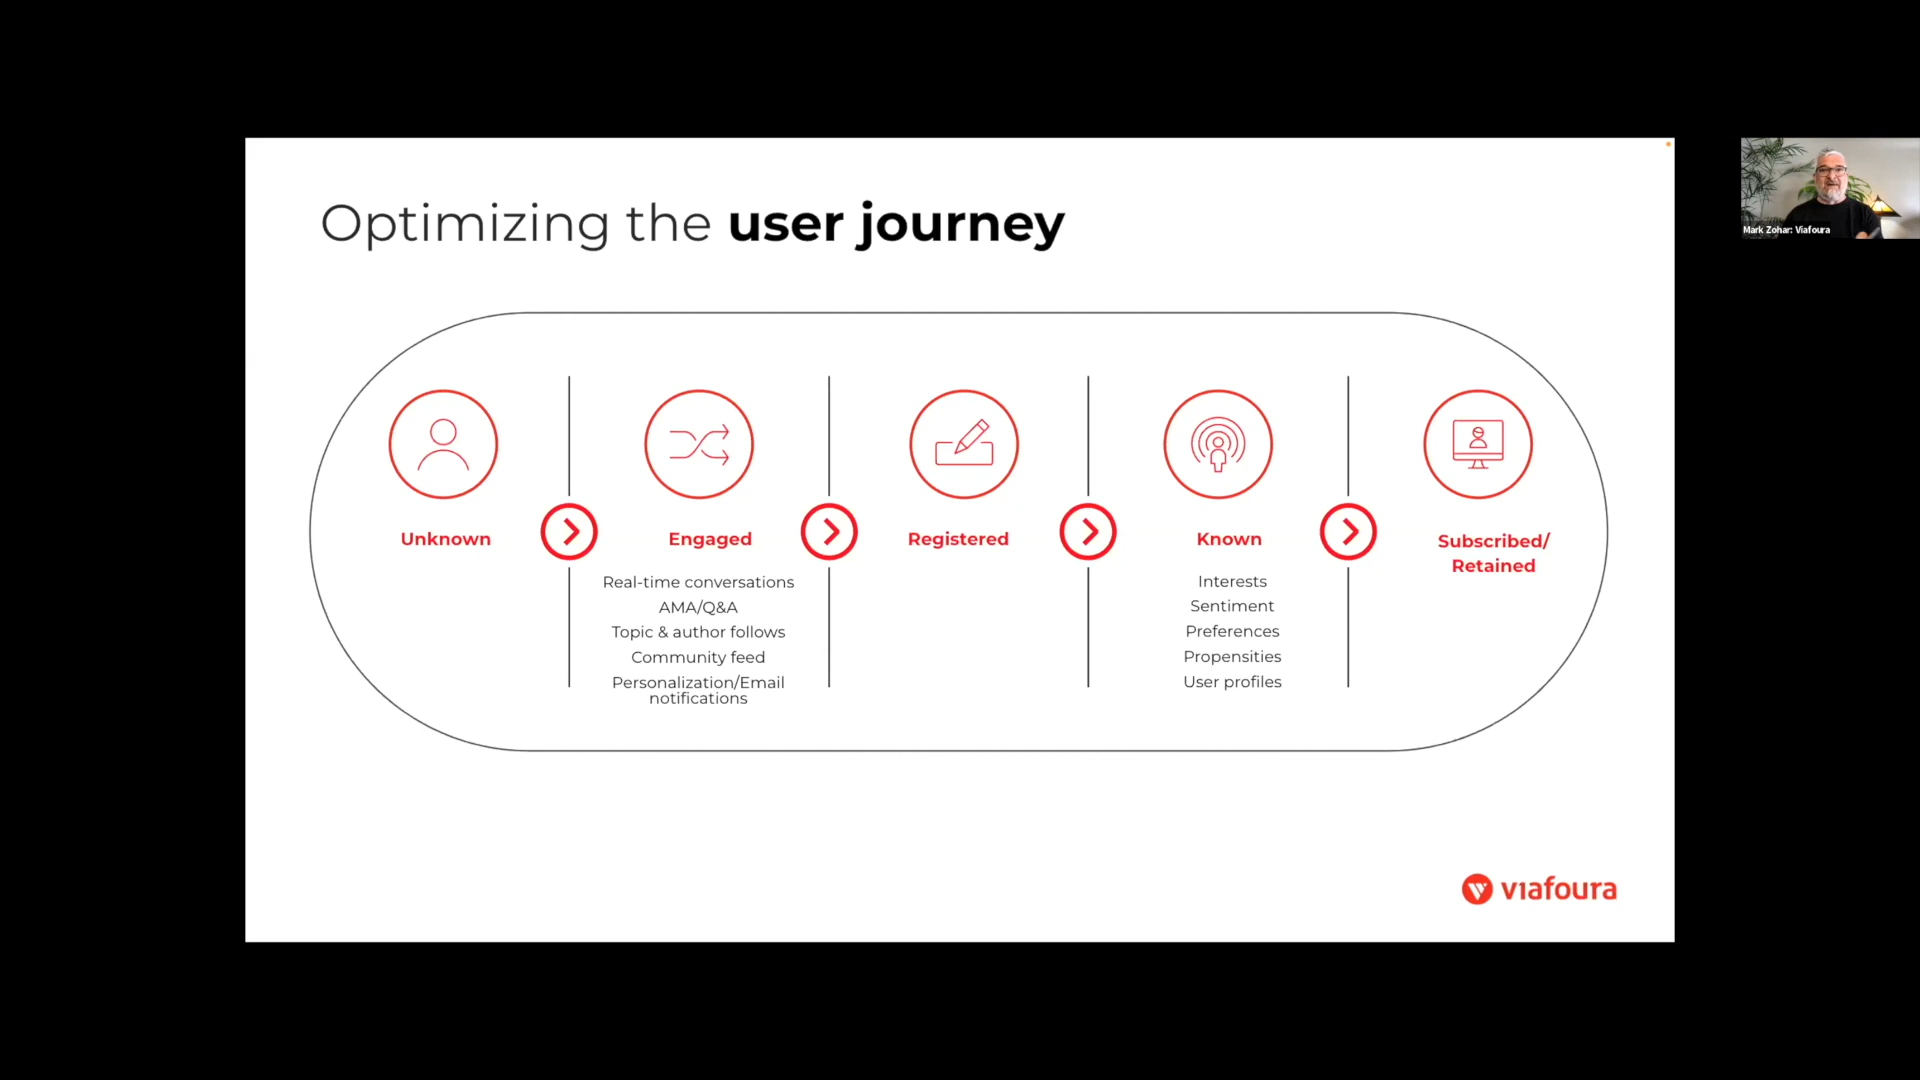 Optimizing the user journey
Mark Zohar: Viafoura
Unknown
Engaged
Real-time conversations
AMA/Q&A
Topic & author follows
Community feed
Personalization/Email
notifications
Registered
Known
Interests
Sentiment
Preferences
Propensities
User profiles
Subscribed/
Retained
viafoura